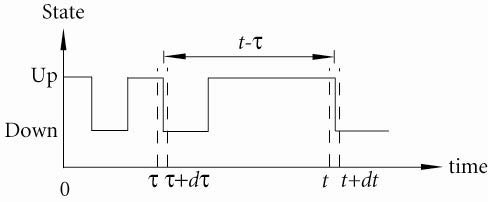 State
t-τ
Up
Down
time
0
τ τ+dτ
t t+dt